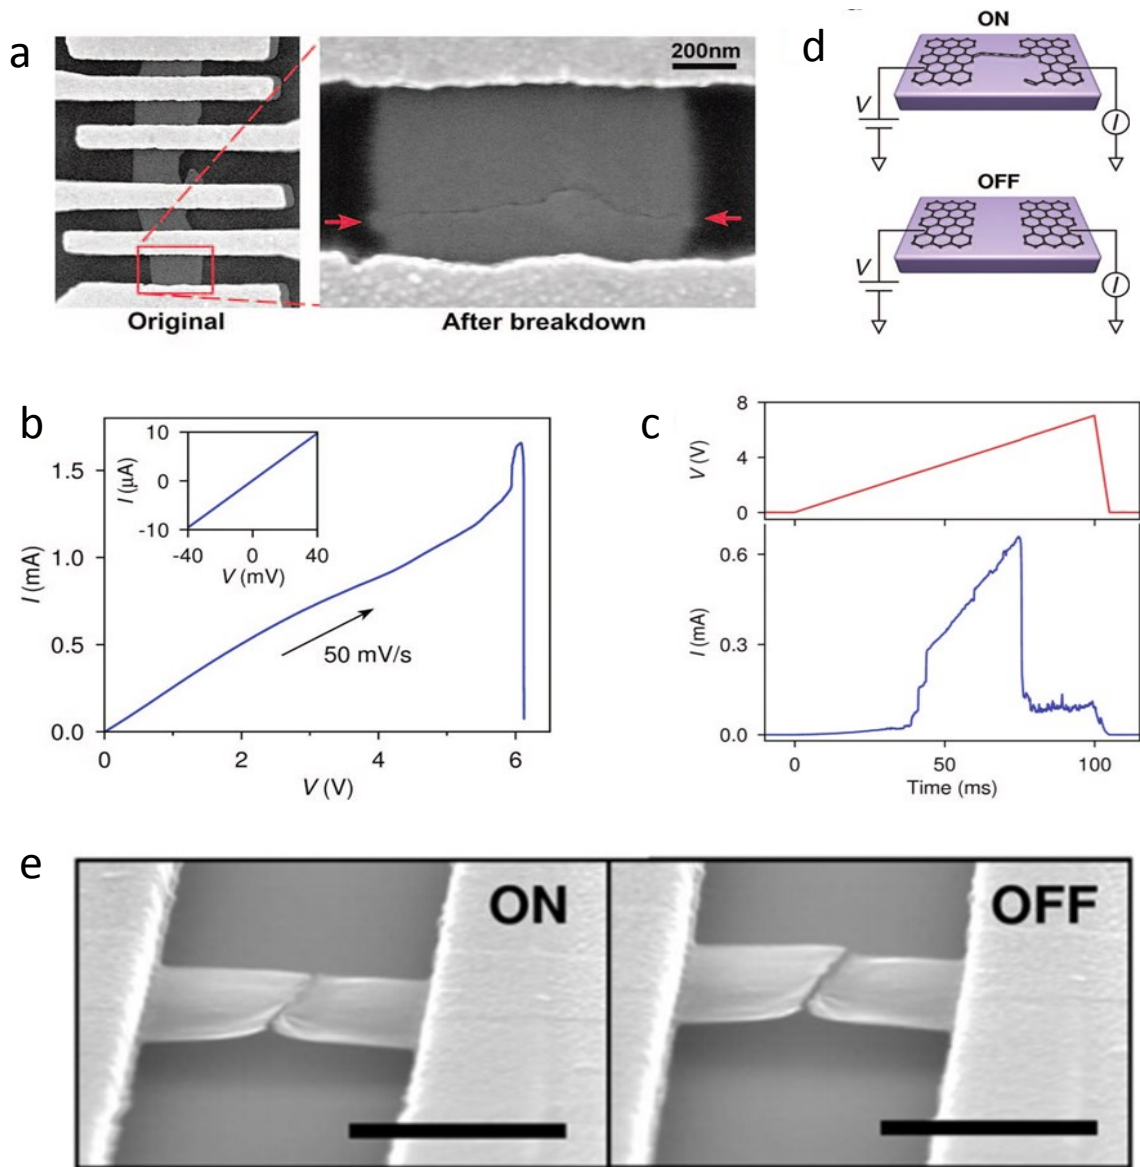 a
200nm
Original
After breakdown
d
ON
V
I
OFF
V
I
b
I (mA)
1.5
1.0
0.5
0.0
0
2
4
6
V (V)
50 mV/s
I (µA)
10
0
-10
-40
0
40
V (mV)
c
V (V)
8
4
0
I (mA)
0.6
0.3
0.0
0
50
100
Time (ms)
e
ON
OFF